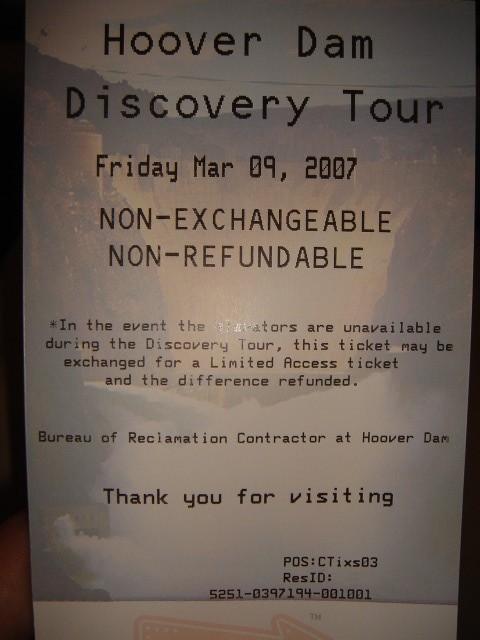 Hoover Dam
Discovery Tour
Friday Mar 09, 2007
NON-EXCHANGEABLE
NON-REFUNDABLE
*In the event the elevators are unavailable
during the Discovery Tour, this ticket may be
exchanged for a Limited Access ticket
and the difference refunded.
Bureau of Reclamation Contractor at Hoover Dam
Thank you for visiting
POS:CTixs03
ResID:
5251-0397194-001001
TM